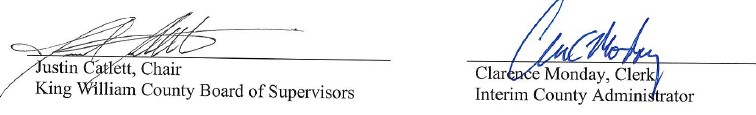 Justin Catlett, Chair
King William County Board of Supervisors
Clarence Monday, Clerk
Interim County Administrator